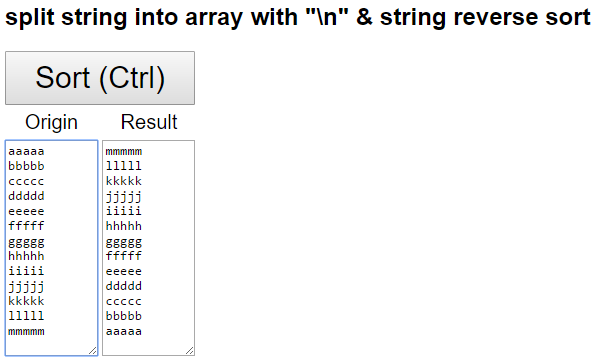 split string into array with "\n" & string reverse sort
Sort (Ctrl)
Origin Result
aaaaa mmmmm
bbbbb lllll
ccccc kkkkk
ddddd jjjjj
eeeee iiiii
fffff hhhhh
ggggg ggggg
hhhhh fffff
iiiii eeeee
jjjjj ddddd
kkkkk ccccc
lllll bbbbb
mmmmm aaaaa